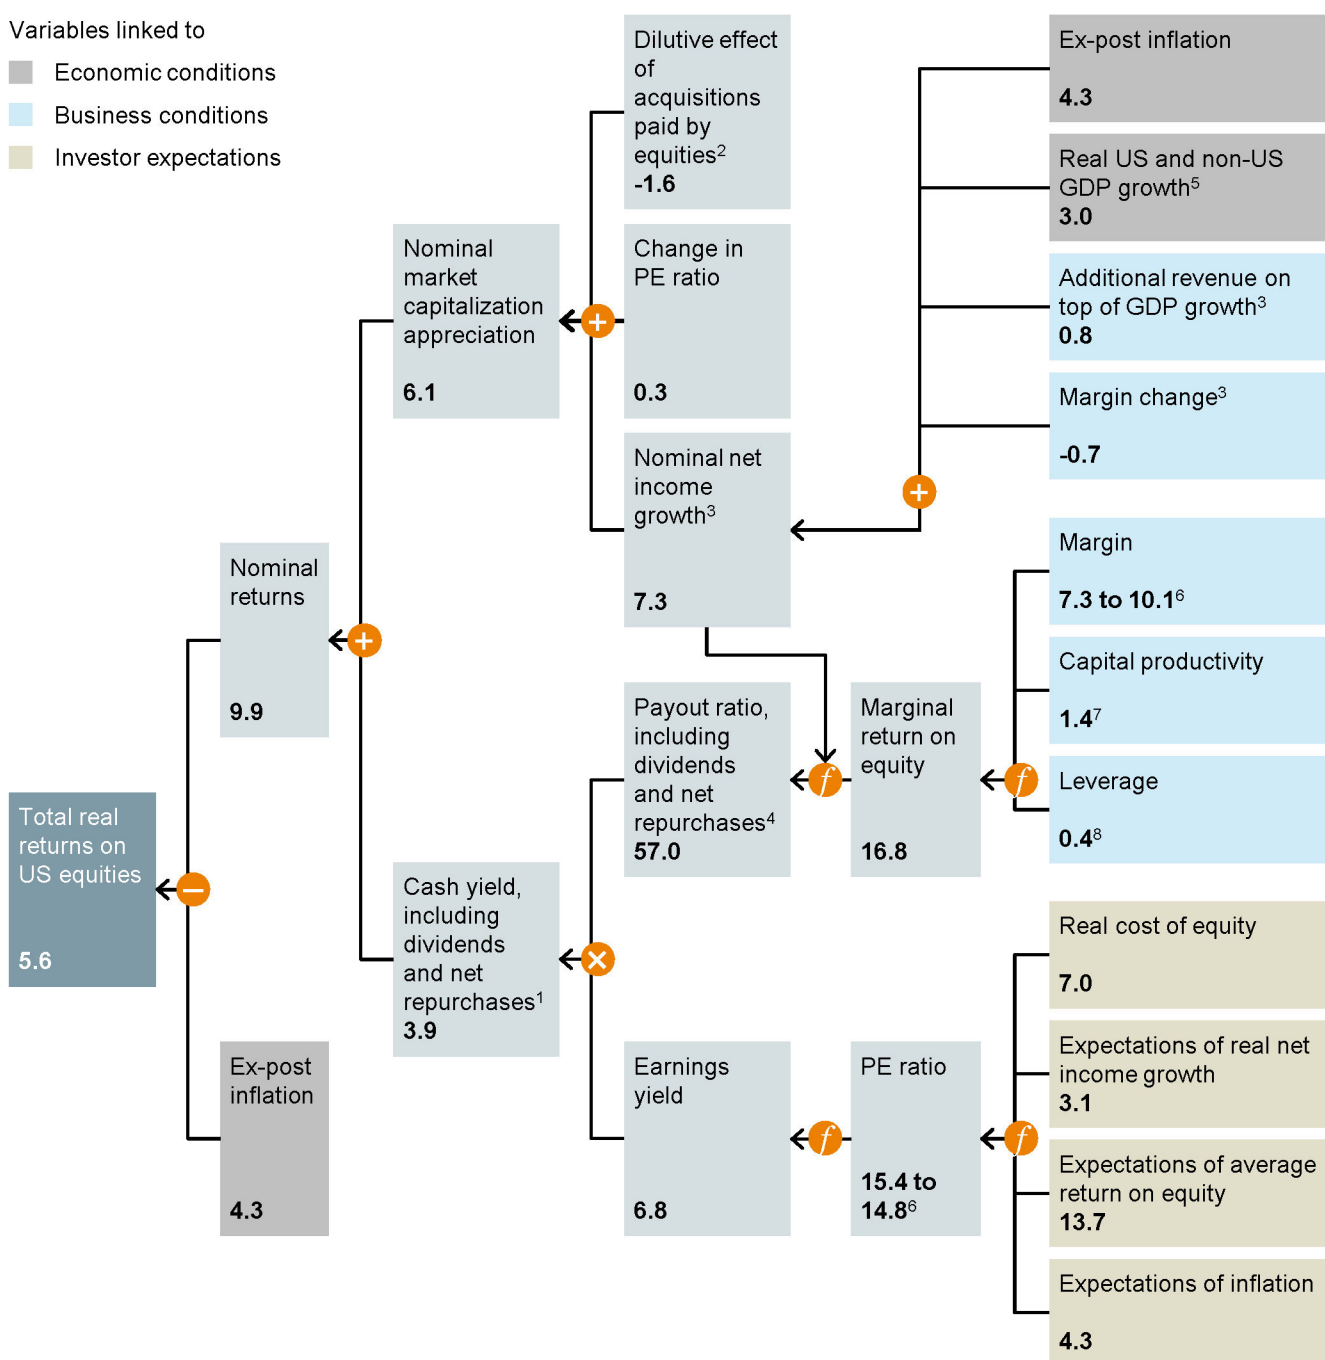 Variables linked to
Economic conditions
Business conditions
Investor expectations
Total real
returns on
US equities
5.6
−
Nominal
returns
9.9
Ex-post
inflation
4.3
+
Nominal
market
capitalization
appreciation
6.1
Cash yield,
including
dividends
and net
repurchases¹
3.9
+
×
Dilutive effect
of
acquisitions
paid by
equities²
-1.6
Change in
PE ratio
0.3
Nominal net
income
growth³
7.3
Payout ratio,
including
dividends
and net
repurchases⁴
57.0
Earnings
yield
6.8
f
f
Marginal
return on
equity
16.8
PE ratio
15.4 to
14.8⁶
+
f
f
Ex-post inflation
4.3
Real US and non-US
GDP growth⁵
3.0
Additional revenue on
top of GDP growth³
0.8
Margin change³
-0.7
Margin
7.3 to 10.1⁶
Capital productivity
1.4⁷
Leverage
0.4⁸
Real cost of equity
7.0
Expectations of real net
income growth
3.1
Expectations of average
return on equity
13.7
Expectations of inflation
4.3